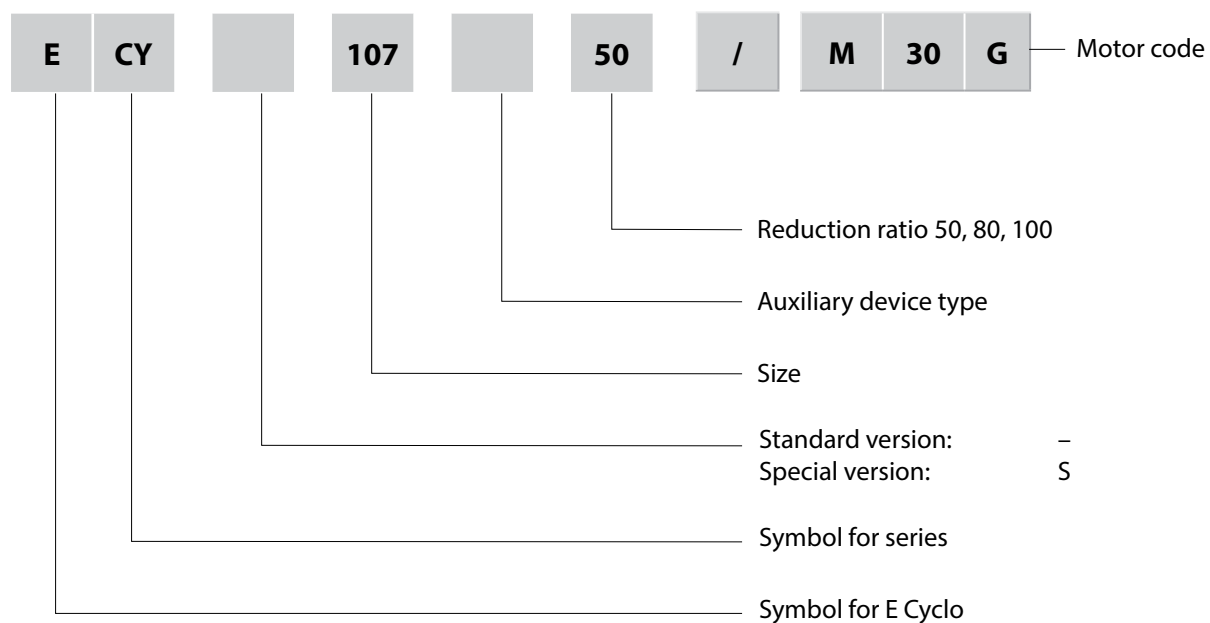 E CY 107 50 / M 30 G Motor code
Reduction ratio 50, 80, 100
Auxiliary device type
Size
Standard version: –
Special version: S
Symbol for series
Symbol for E Cyclo